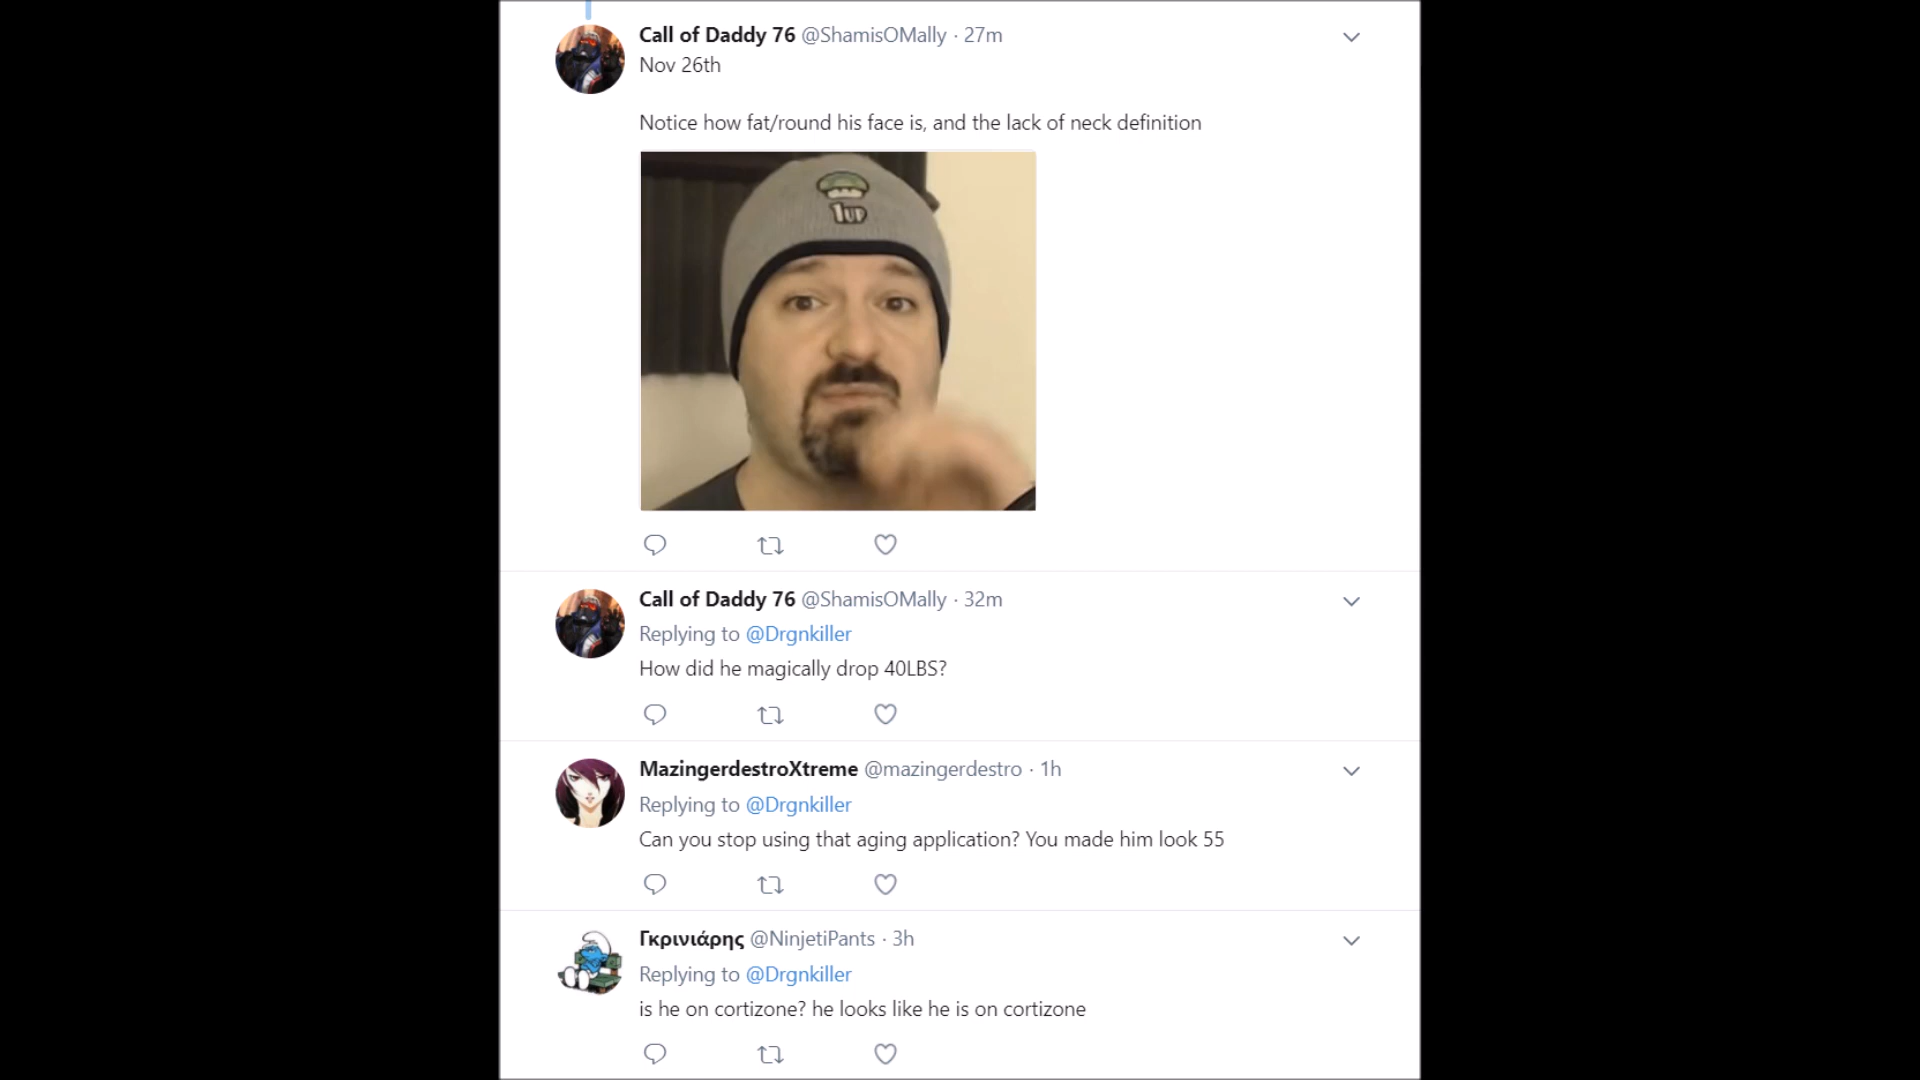 Call of Daddy 76 @ShamisOMally · 27m
Nov 26th
Notice how fat/round his face is, and the lack of neck definition
1UP
Call of Daddy 76 @ShamisOMally · 32m
Replying to @Drgnkiller
How did he magically drop 40LBS?
MazingerdestroXtreme @mazingerdestro · 1h
Replying to @Drgnkiller
Can you stop using that aging application? You made him look 55
Γκρινιάρης @NinjetiPants · 3h
Replying to @Drgnkiller
is he on cortizone? he looks like he is on cortizone